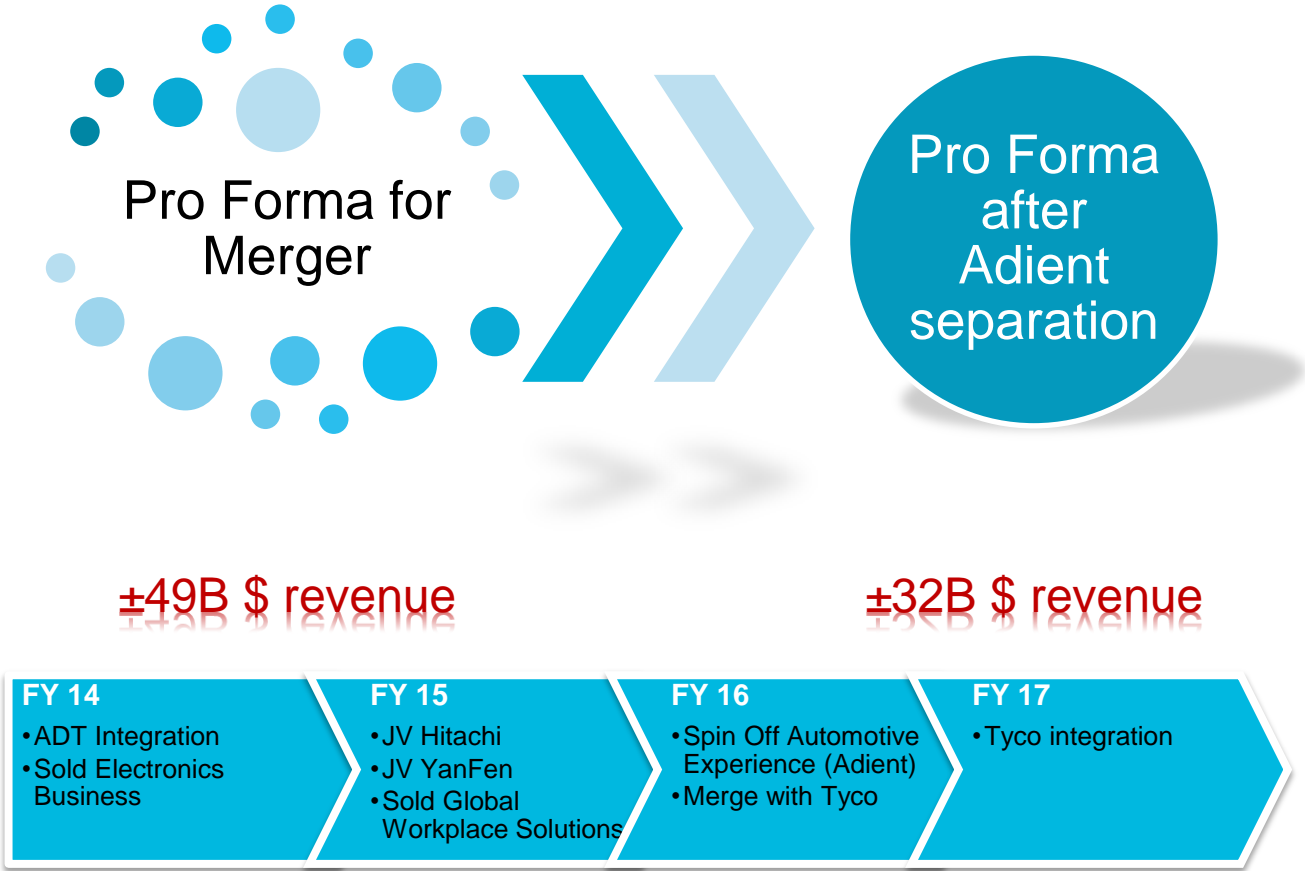 Pro Forma for
Merger
Pro Forma
after
Adient
separation
±49B $ revenue
±32B $ revenue
FY 14
•ADT Integration
•Sold Electronics
Business
FY 15
•JV Hitachi
•JV YanFen
•Sold Global
Workplace Solutions
FY 16
•Spin Off Automotive
Experience (Adient)
•Merge with Tyco
FY 17
•Tyco integration